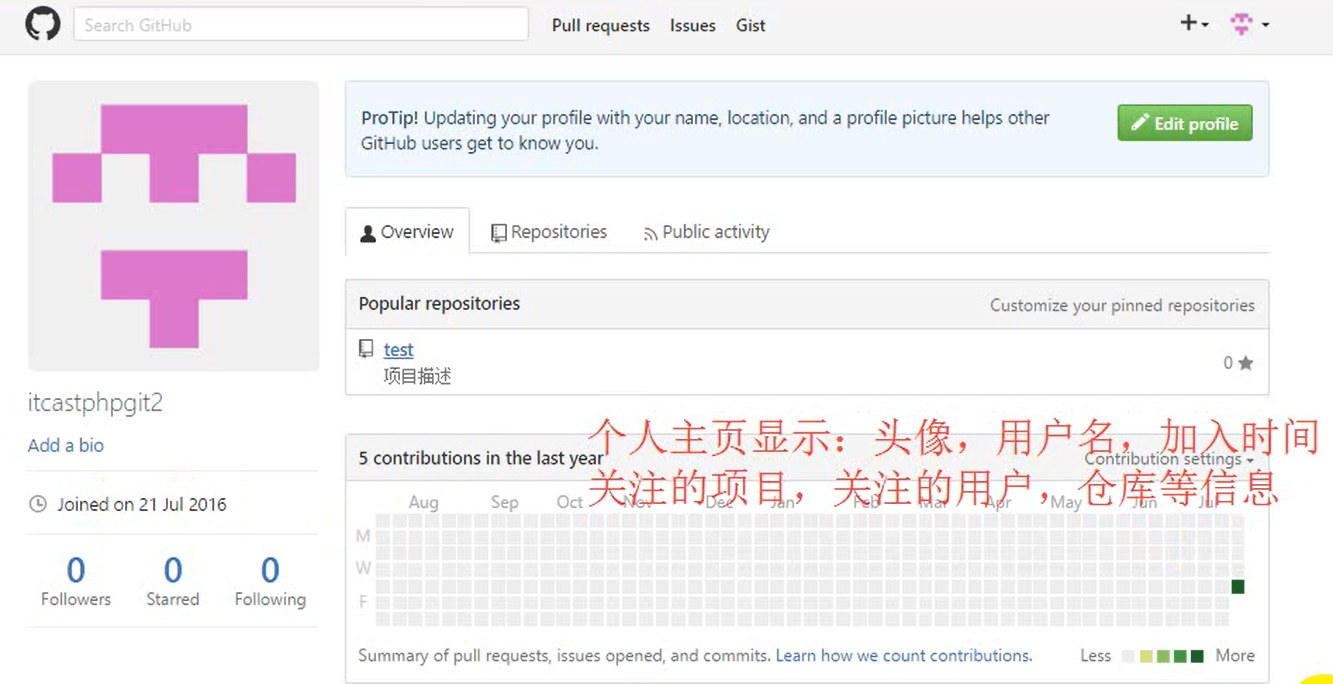 Search GitHub
Pull requests Issues Gist
ProTip! Updating your profile with your name, location, and a profile picture helps other
GitHub users get to know you.
Edit profile
Overview Repositories Public activity
Popular repositories
Customize your pinned repositories
test
项目描述
0
itcastphpgit2
Add a bio
Joined on 21 Jul 2016
0 0 0
Followers Starred Following
个人主页显示：头像，用户名，加入时间
关注的项目，关注的用户，仓库等信息
5 contributions in the last year
Contribution settings
Aug Sep Oct Nov Dec Jan Feb Mar Apr May Jun Jul
M
W
F
Summary of pull requests, issues opened, and commits. Learn how we count contributions.
Less More